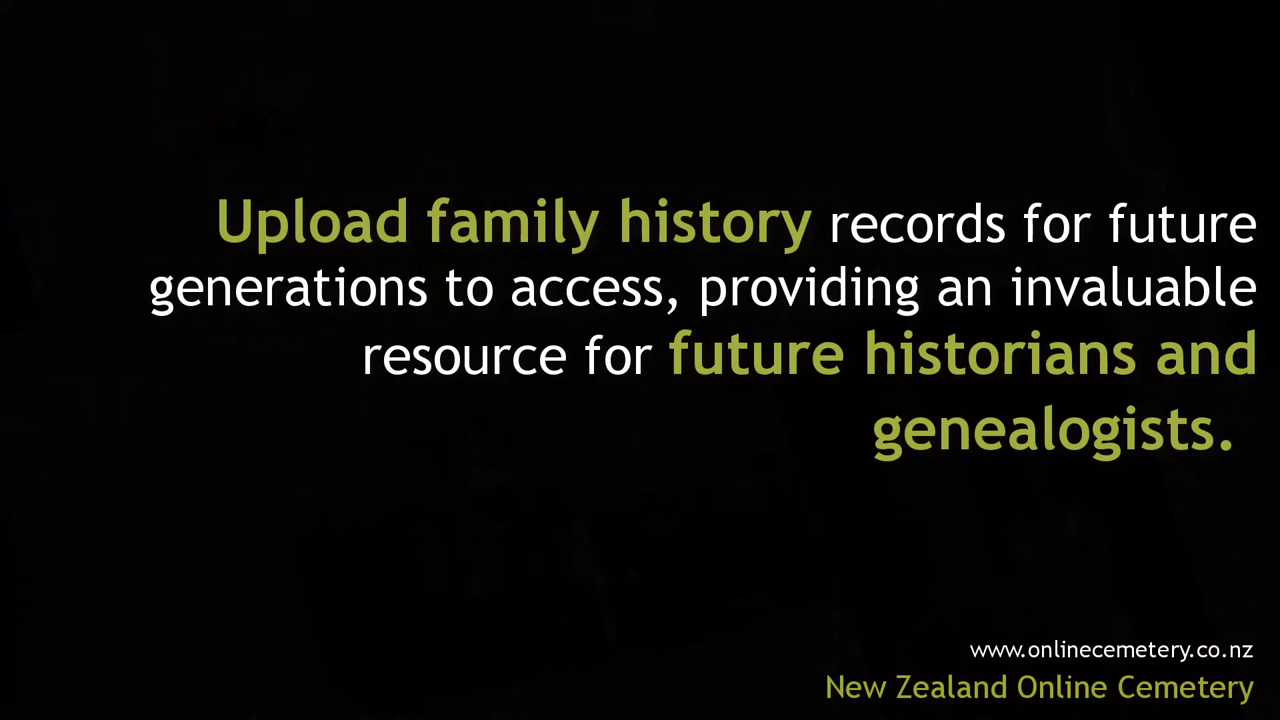 Upload family history records for future
generations to access, providing an invaluable
resource for future historians and
genealogists.
www.onlinecemetery.co.nz
New Zealand Online Cemetery